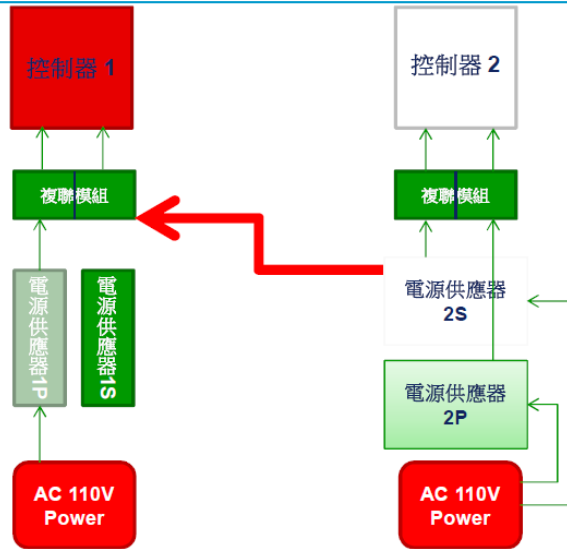 控制器 1
控制器 2
複聯模組
複聯模組
電源供應器1P
電源供應器1S
電源供應器
2S
電源供應器
2P
AC 110V
Power
AC 110V
Power